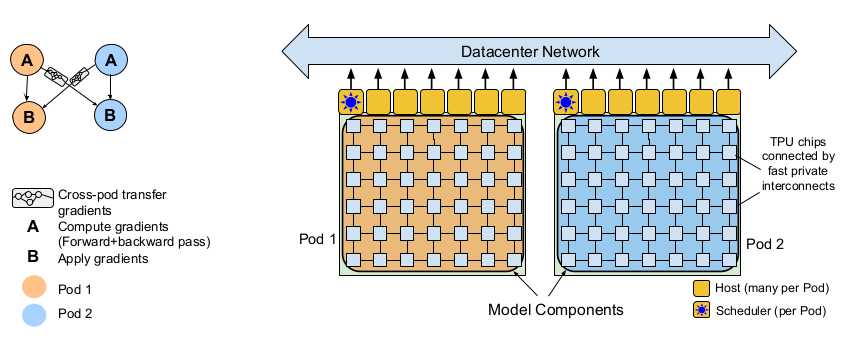 Datacenter Network
A
A
B
B
TPU chips
connected by
fast private
interconnects
Cross-pod transfer
gradients
A
Compute gradients
(Forward+backward pass)
B
Apply gradients
Pod 1
Pod 2
Pod 1
Pod 2
Model Components
Host (many per Pod)
Scheduler (per Pod)